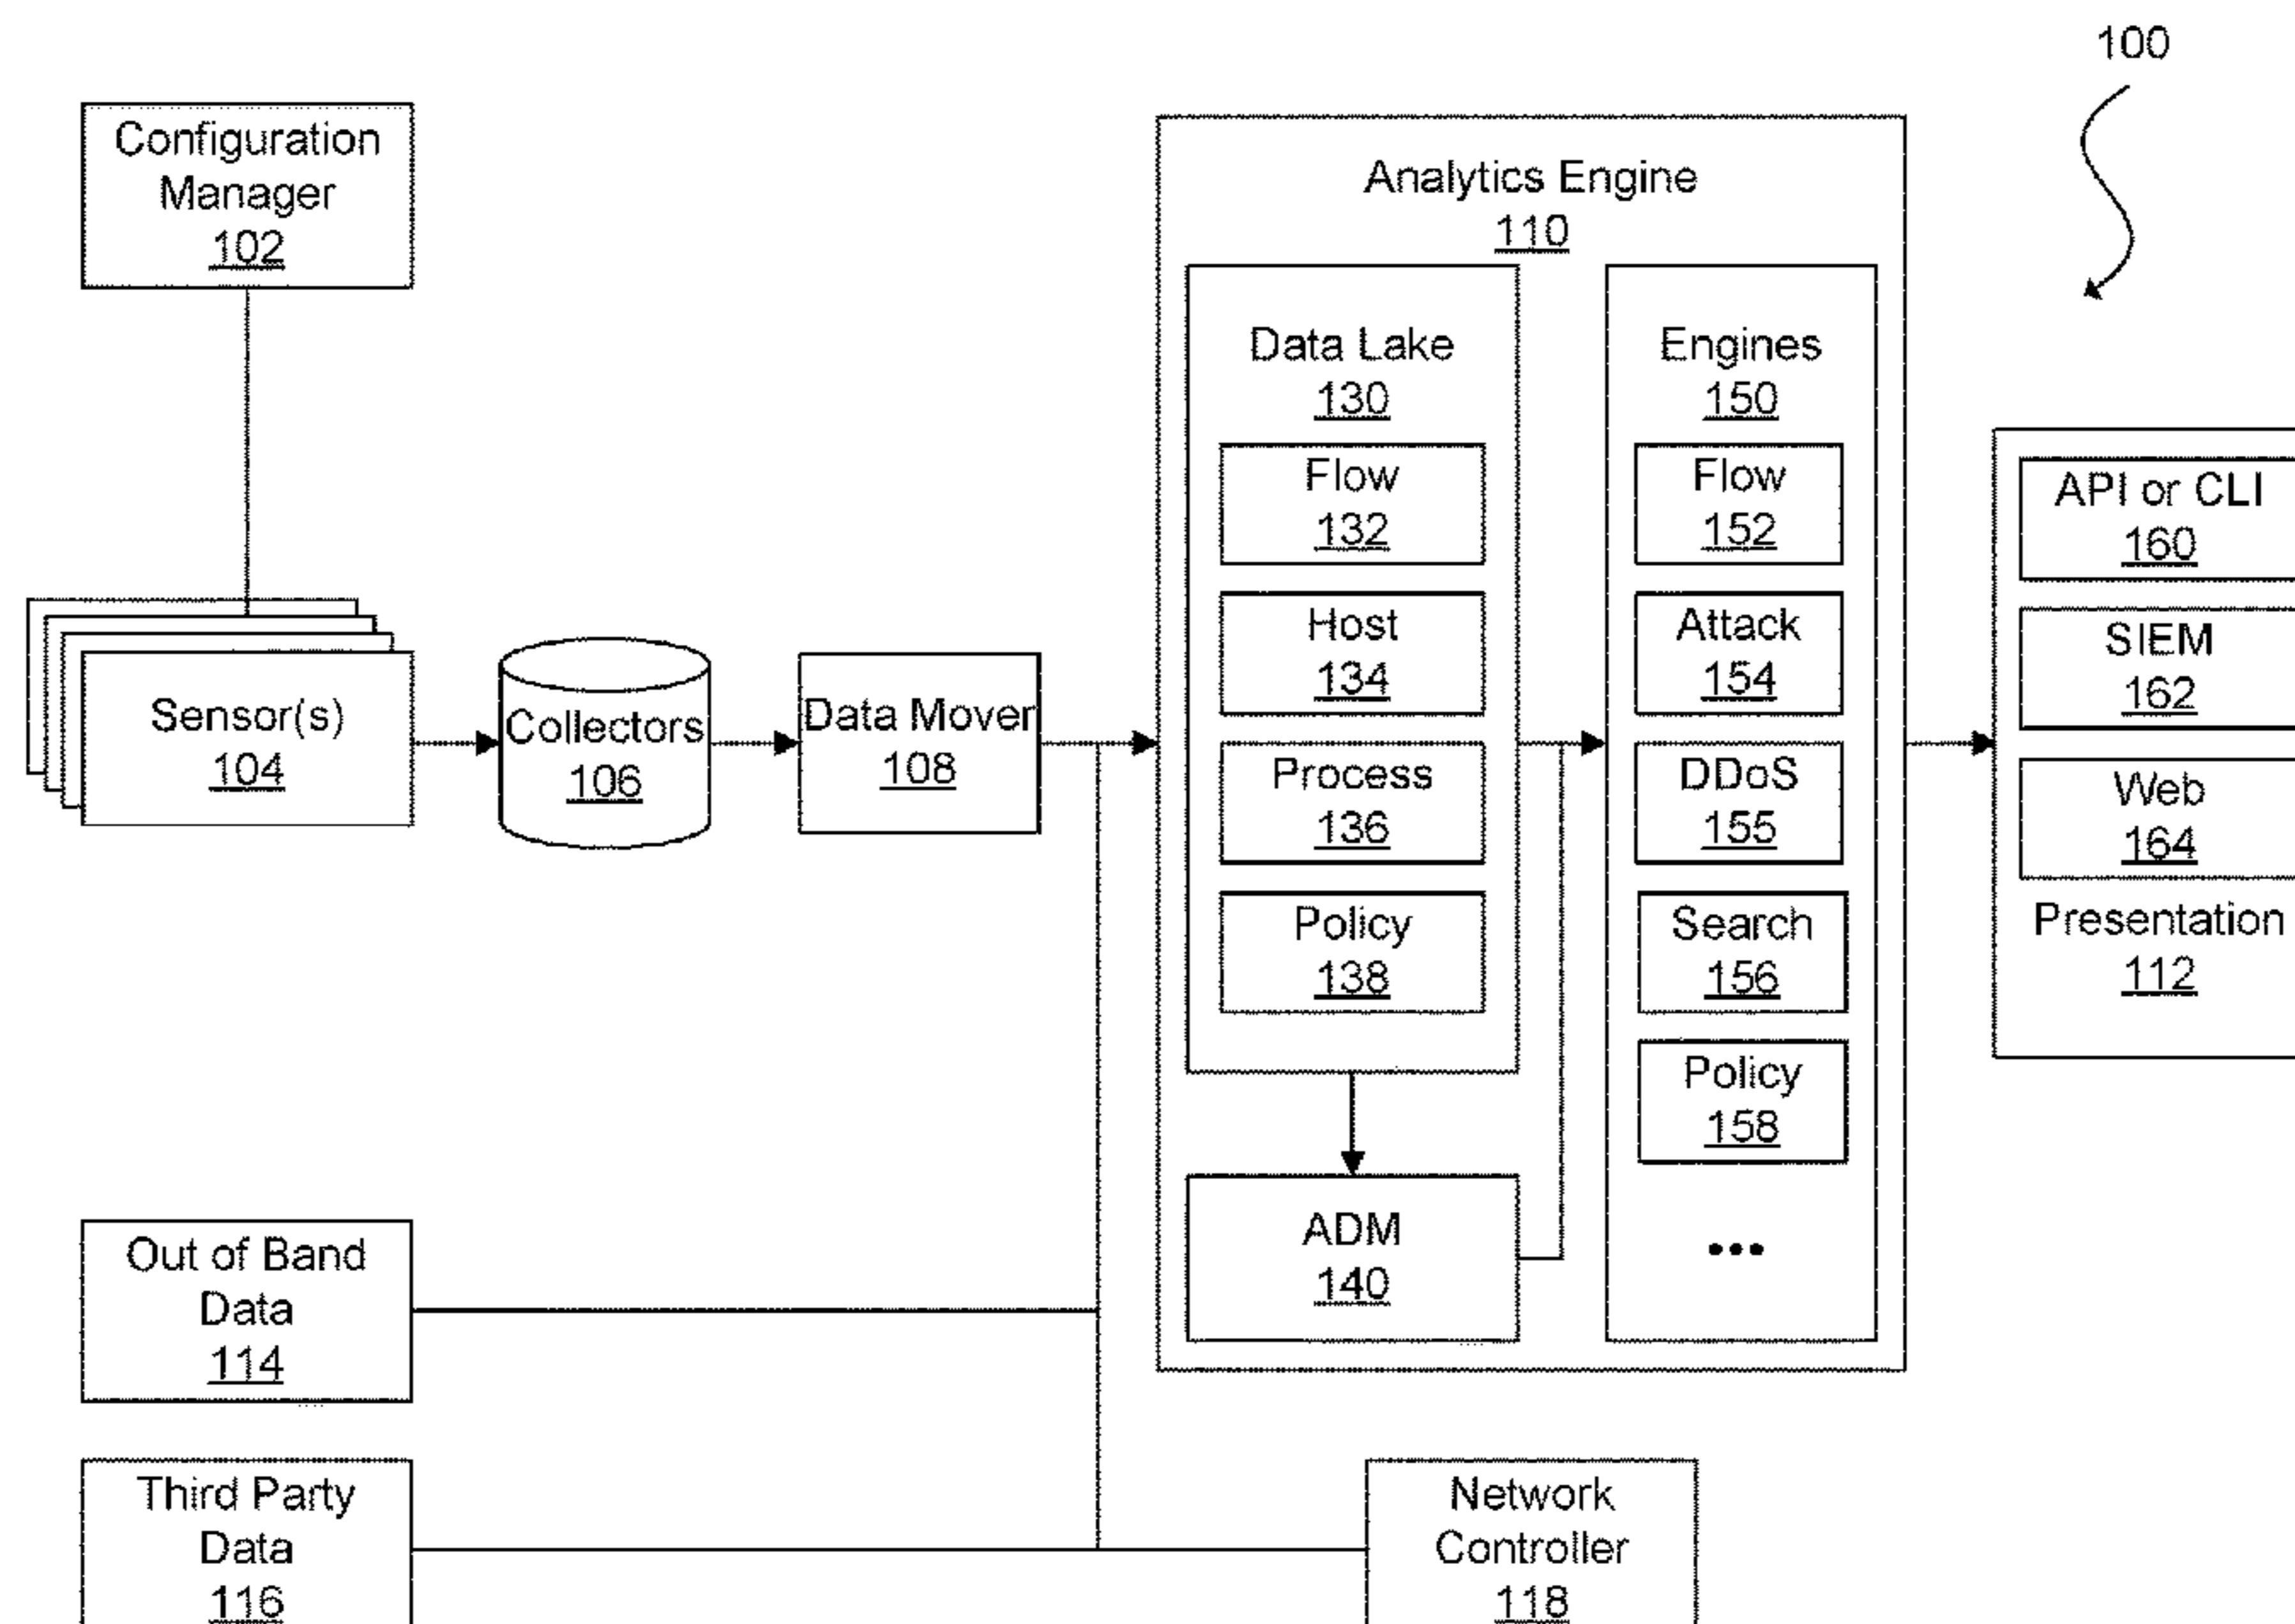 100
Configuration
Manager
102
Sensor(s)
104
Collectors
106
Data Mover
108
Analytics Engine
110
Data Lake
130
Flow
132
Host
134
Process
136
Policy
138
ADM
140
Engines
150
Flow
152
Attack
154
DDoS
155
Search
156
Policy
158
...
API or CLI
160
SIEM
162
Web
164
Presentation
112
Out of Band
Data
114
Third Party
Data
116
Network
Controller
118